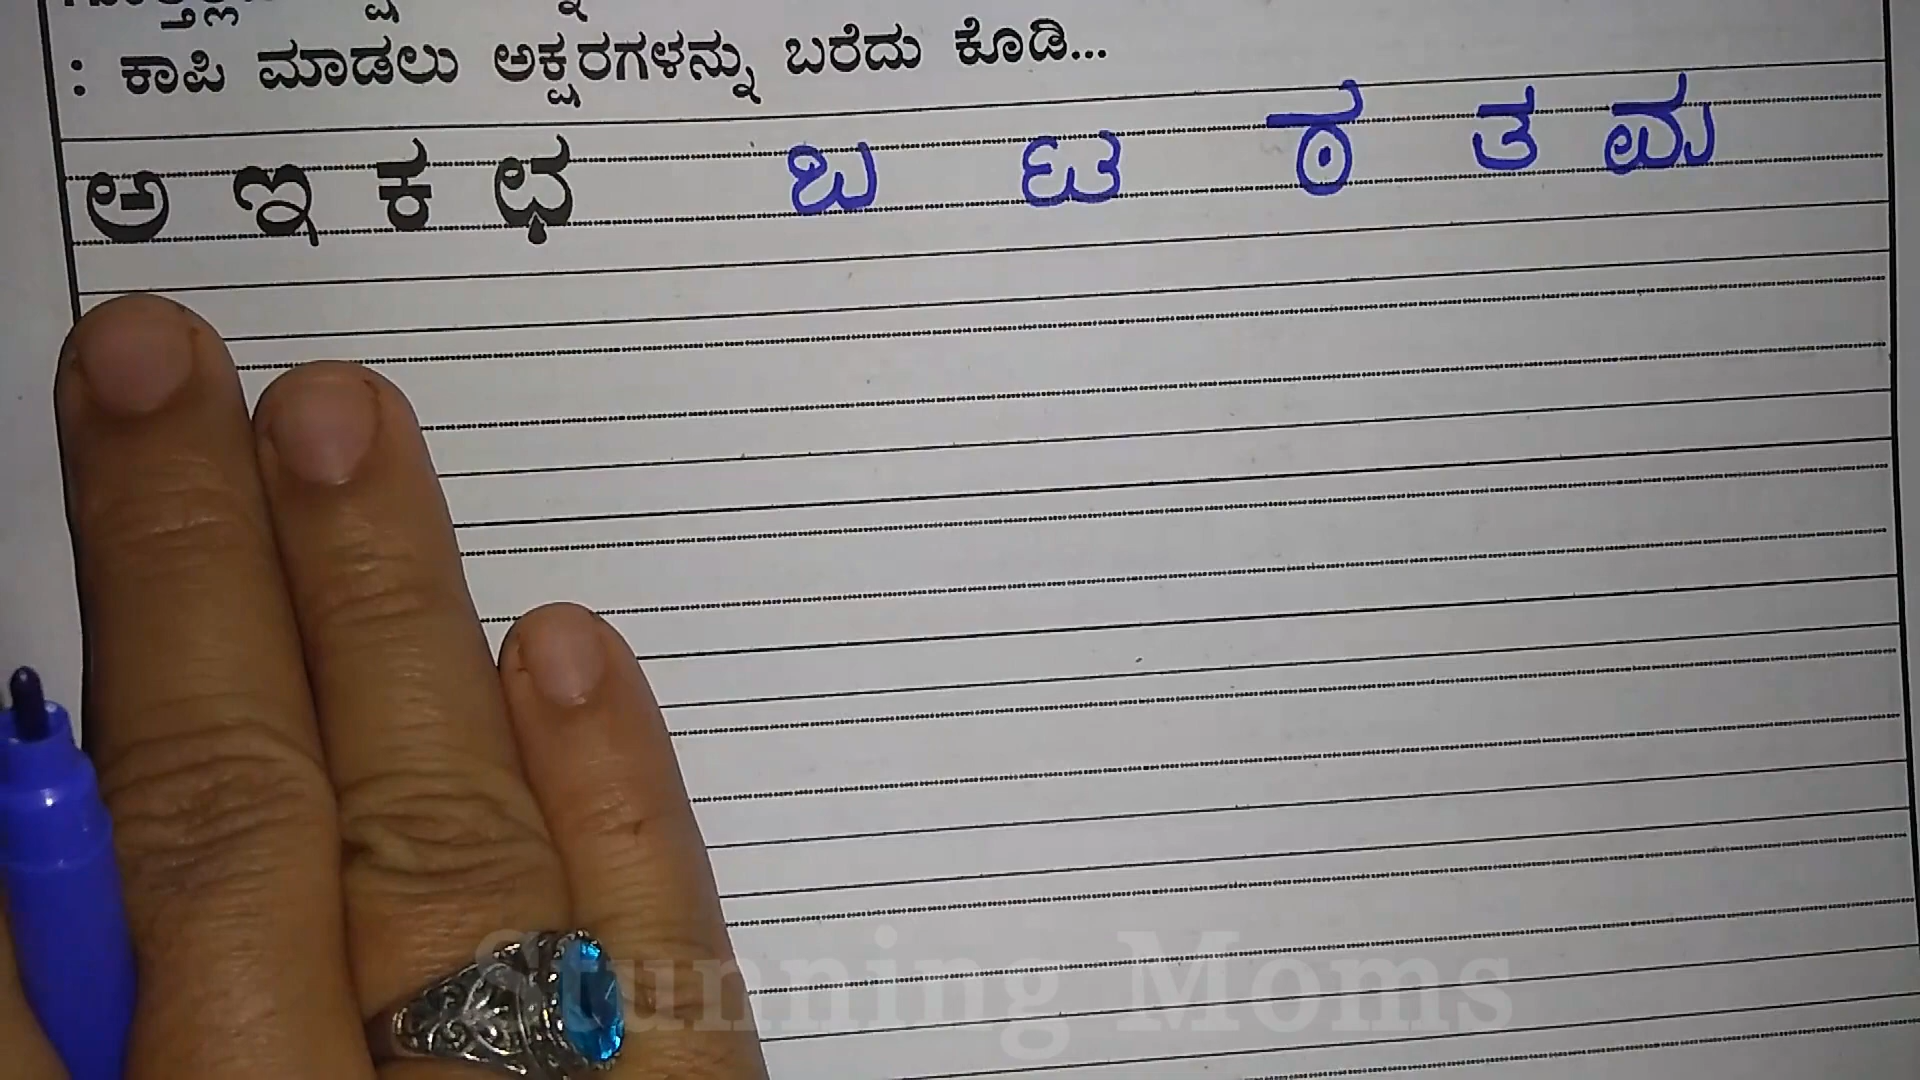 : ಕಾಪಿ ಮಾಡಲು ಅಕ್ಷರಗಳನ್ನು ಬರೆದು ಕೊಡಿ...
ಅ ಇ ಕ ಛ ಖ ಟ ಠ ತ ಮ
Stunning Moms